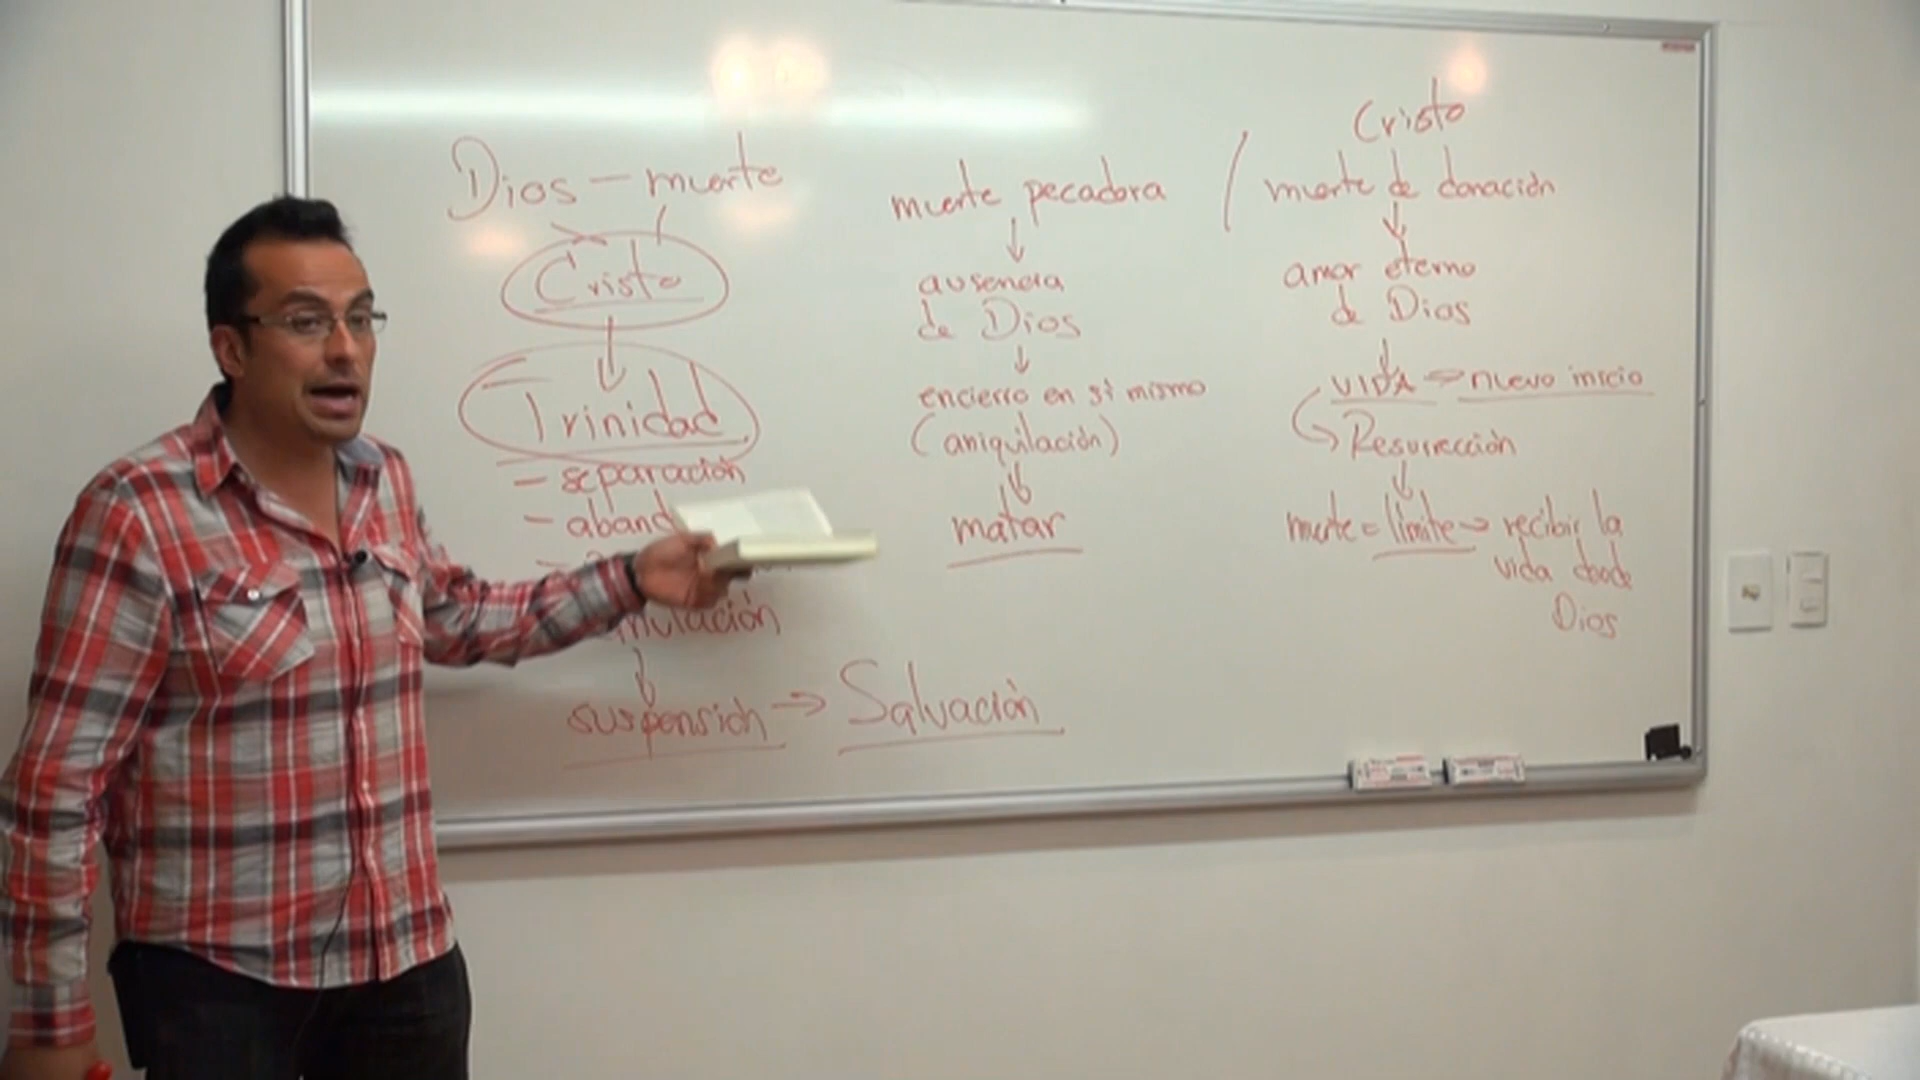 Dios - muerte
Cristo
Trinidad
- separación
- aband
anulación
suspensión → Salvación
muerte pecadora
↓
ausencia
de Dios
↓
encierro en sí mismo
(aniquilación)
↓
matar
/
Cristo
muerte de donación
↓
amor eterno
de Dios
↓
VIDA → nuevo inicio
Resurrección
↓
muerte = límite → recibir la
vida desde
Dios